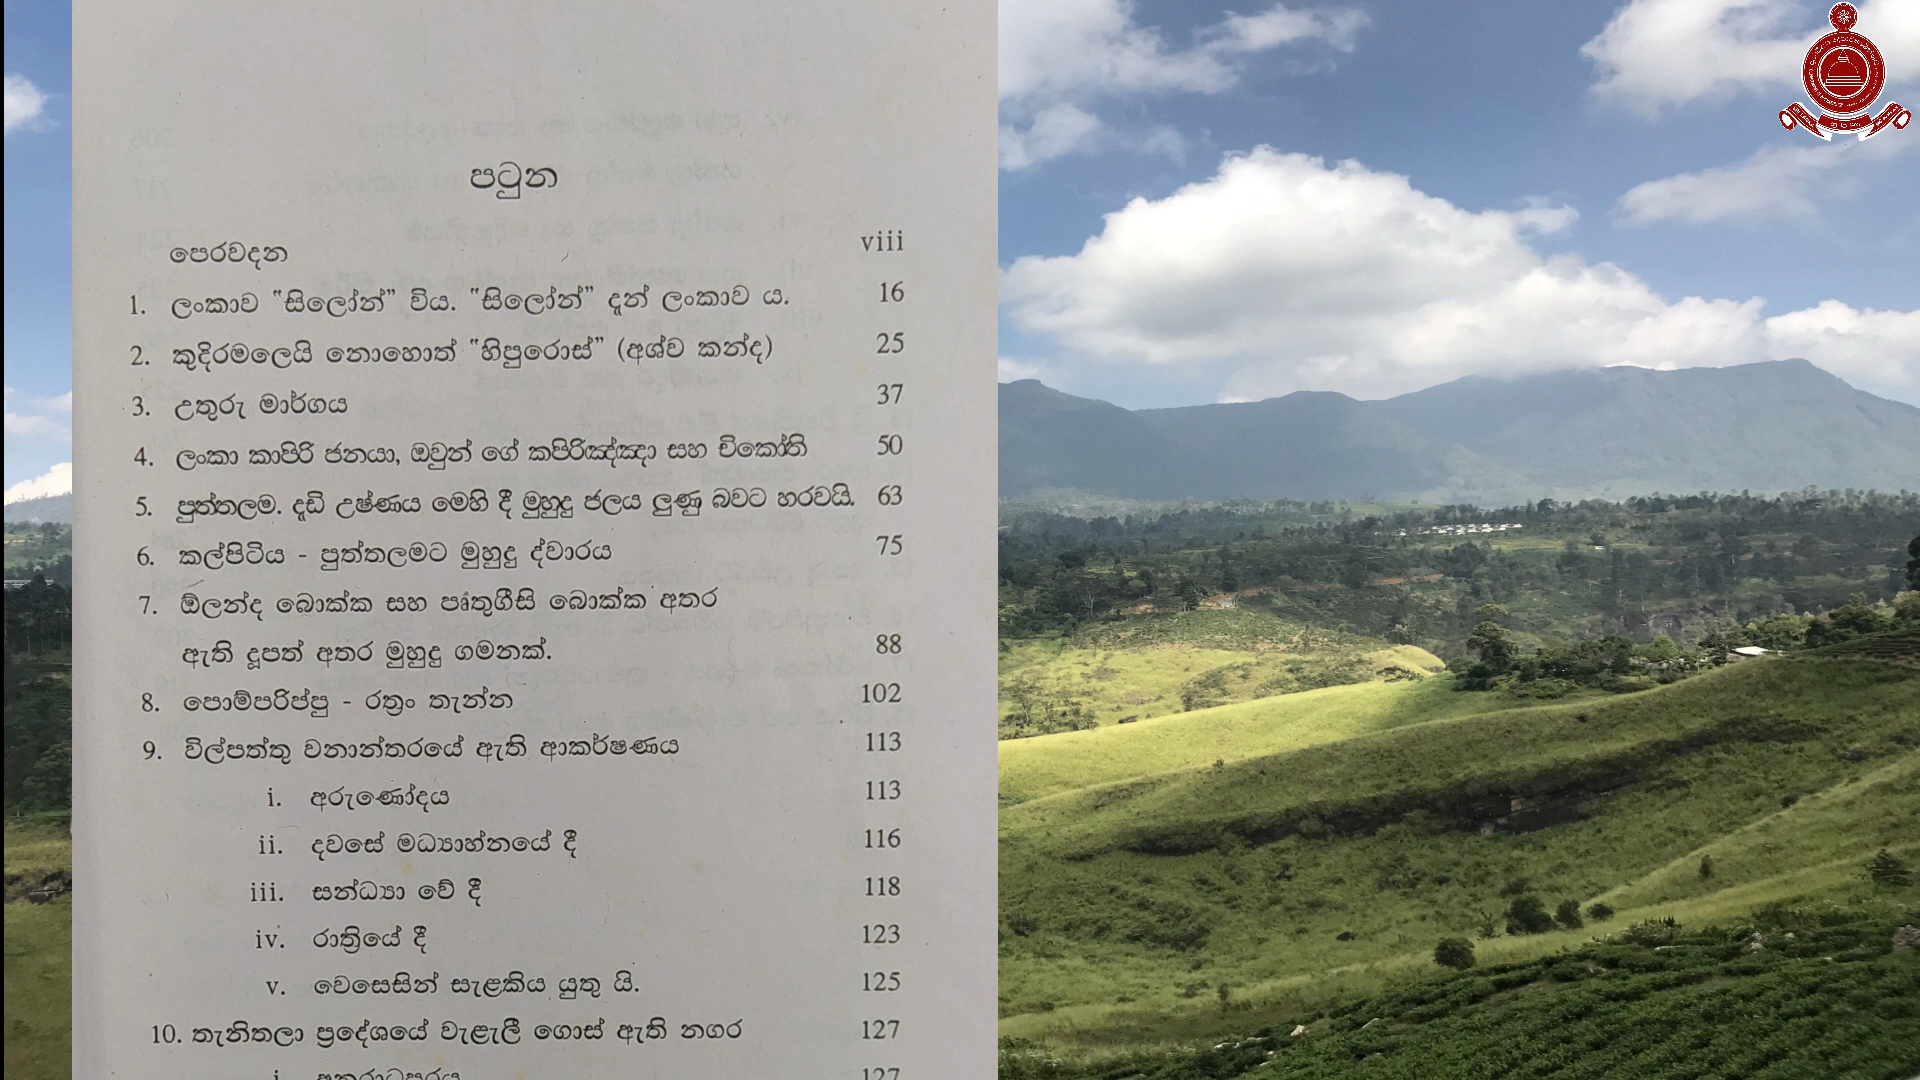 පටුන
පෙරවදන viii
1. ලංකාව “සිලෝන්” විය. “සිලෝන්” දූන් ලංකාව ය. 16
2. කුදිරමලෙයි නොහොත් “හිපුරොස්” (අශ්ව කන්ද) 25
3. උතුරු මාර්ගය 37
4. ලංකා කාපිරි ජනයා, ඔවුන් ගේ කපිරිඤ්ඤා සහ චිකෝති 50
5. පුත්තලම. දැඩි උෂ්ණය මෙහි දී මුහුදු ජලය ලුණු බවට හරවයි. 63
6. කල්පිටිය - පුත්තලමට මුහුදු ද්වාරය 75
7. ඕලන්ද බොක්ක සහ පෘතුගීසි බොක්ක අතර
ඇති දූපත් අතර මුහුදු ගමනක්. 88
8. පොම්පරිප්පු - රත්‍රං තැන්න 102
9. විල්පත්තු වනාන්තරයේ ඇති ආකර්ෂණය 113
i. අරුණෝදය 113
ii. දවසේ මධ්‍යාහ්නයේ දී 116
iii. සන්ධ්‍යා වේ දී 118
iv. රාත්‍රියේ දී 123
v. වෙසෙසින් සැළකිය යුතු යි. 125
10. තැනිතලා ප්‍රදේශයේ වැළැලී ගොස් ඇති නගර 127
i. අනුරාධපුරය 127